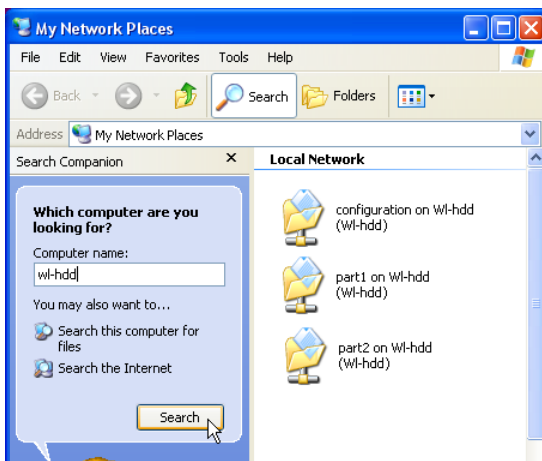 My Network Places
File Edit View Favorites Tools Help
Back Search Folders
Address My Network Places
Search Companion
Which computer are you
looking for?
Computer name:
wl-hdd
You may also want to...
Search this computer for
files
Search the Internet
Search
Local Network
configuration on Wl-hdd
(Wl-hdd)
part1 on Wl-hdd
(Wl-hdd)
part2 on Wl-hdd
(Wl-hdd)